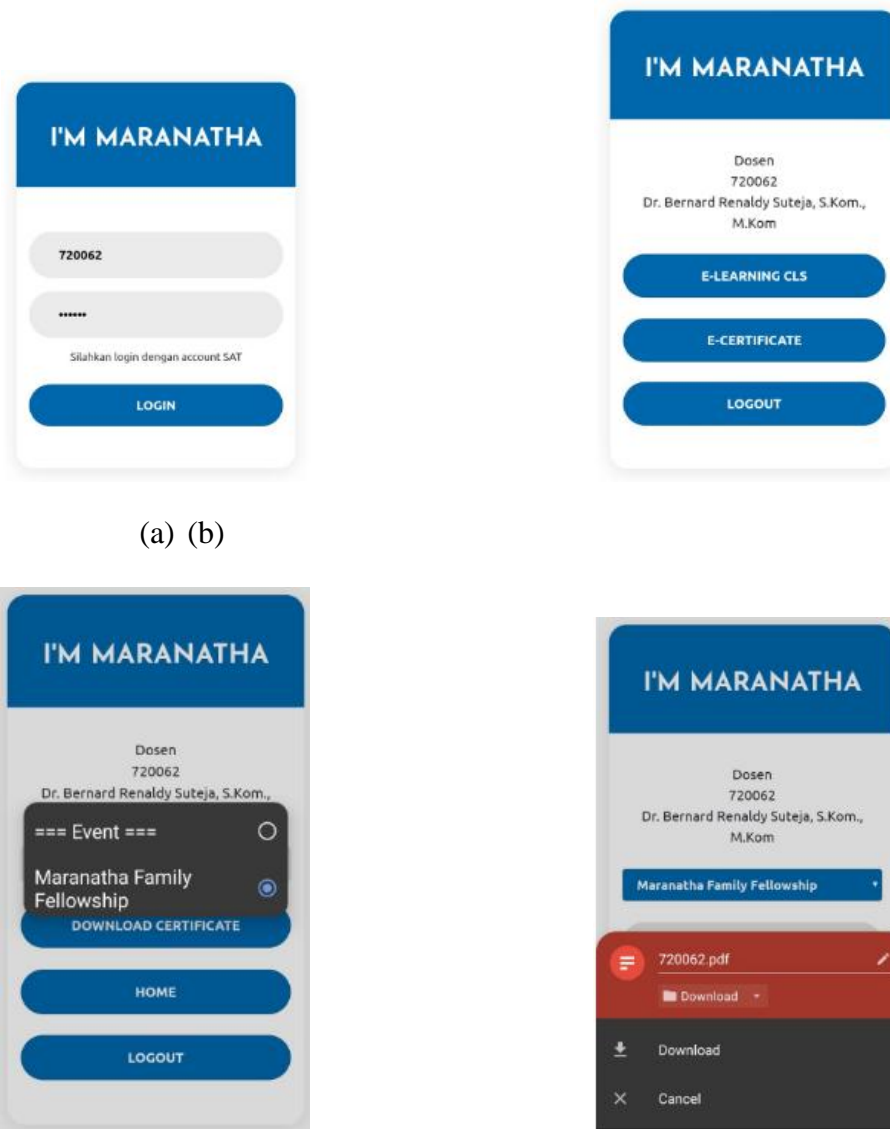 I'M MARANATHA
720062
••••••
Silahkan login dengan account SAT
LOGIN
I'M MARANATHA
Dosen
720062
Dr. Bernard Renaldy Suteja, S.Kom.,
M.Kom
E-LEARNING CLS
E-CERTIFICATE
LOGOUT
(a) (b)
I'M MARANATHA
Dosen
720062
Dr. Bernard Renaldy Suteja, S.Kom.,
=== Event ===
Maranatha Family
Fellowship
DOWNLOAD CERTIFICATE
HOME
LOGOUT
I'M MARANATHA
Dosen
720062
Dr. Bernard Renaldy Suteja, S.Kom.,
M.Kom
Maranatha Family Fellowship
720062.pdf
Download
Download
Cancel